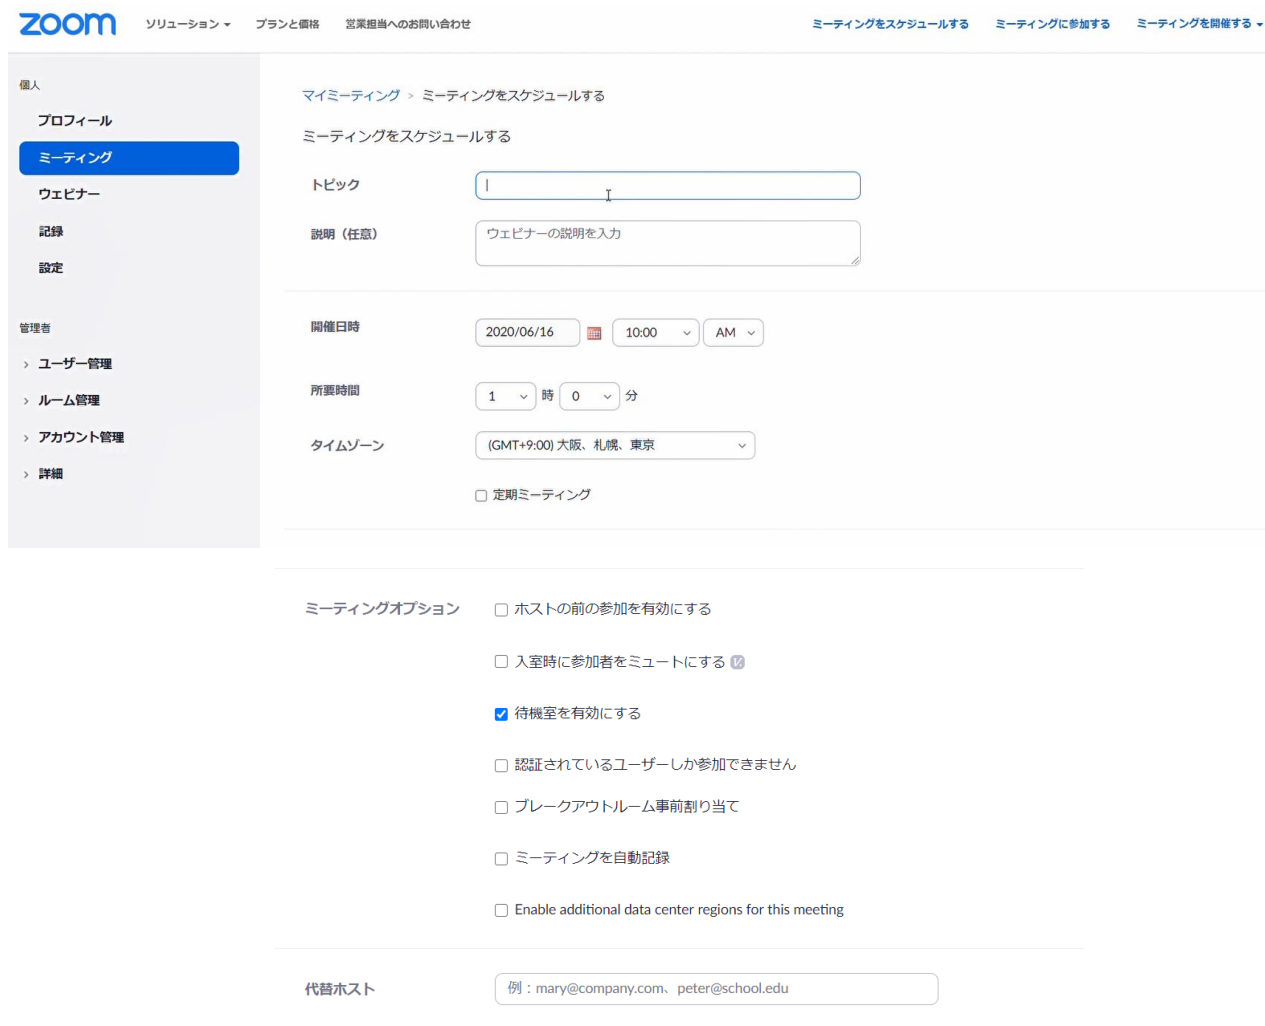 zoom ソリューション プランと価格 営業担当へのお問い合わせ ミーティングをスケジュールする ミーティングに参加する ミーティングを開催する
個人
プロフィール
ミーティング
ウェビナー
記録
設定
管理者
ユーザー管理
ルーム管理
アカウント管理
詳細
マイミーティング > ミーティングをスケジュールする
ミーティングをスケジュールする
トピック
説明（任意） ウェビナーの説明を入力
開催日時 2020/06/16 10:00 AM
所要時間 1 時 0 分
タイムゾーン (GMT+9:00) 大阪、札幌、東京
定期ミーティング
ミーティングオプション ホストの前の参加を有効にする
入室時に参加者をミュートにする
待機室を有効にする
認証されているユーザーしか参加できません
ブレークアウトルーム事前割り当て
ミーティングを自動記録
Enable additional data center regions for this meeting
代替ホスト 例：mary@company.com、peter@school.edu